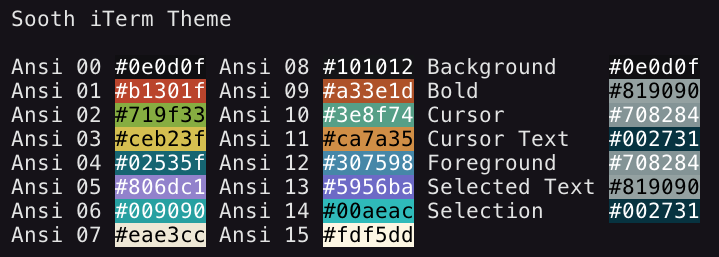 Sooth iTerm Theme
Ansi 00 #0e0d0f Ansi 08 #101012 Background #0e0d0f
Ansi 01 #b1301f Ansi 09 #a33e1d Bold #819090
Ansi 02 #719f33 Ansi 10 #3e8f74 Cursor #708284
Ansi 03 #ceb23f Ansi 11 #ca7a35 Cursor Text #002731
Ansi 04 #02535f Ansi 12 #307598 Foreground #708284
Ansi 05 #806dc1 Ansi 13 #5956ba Selected Text #819090
Ansi 06 #009090 Ansi 14 #00aeac Selection #002731
Ansi 07 #eae3cc Ansi 15 #fdf5dd